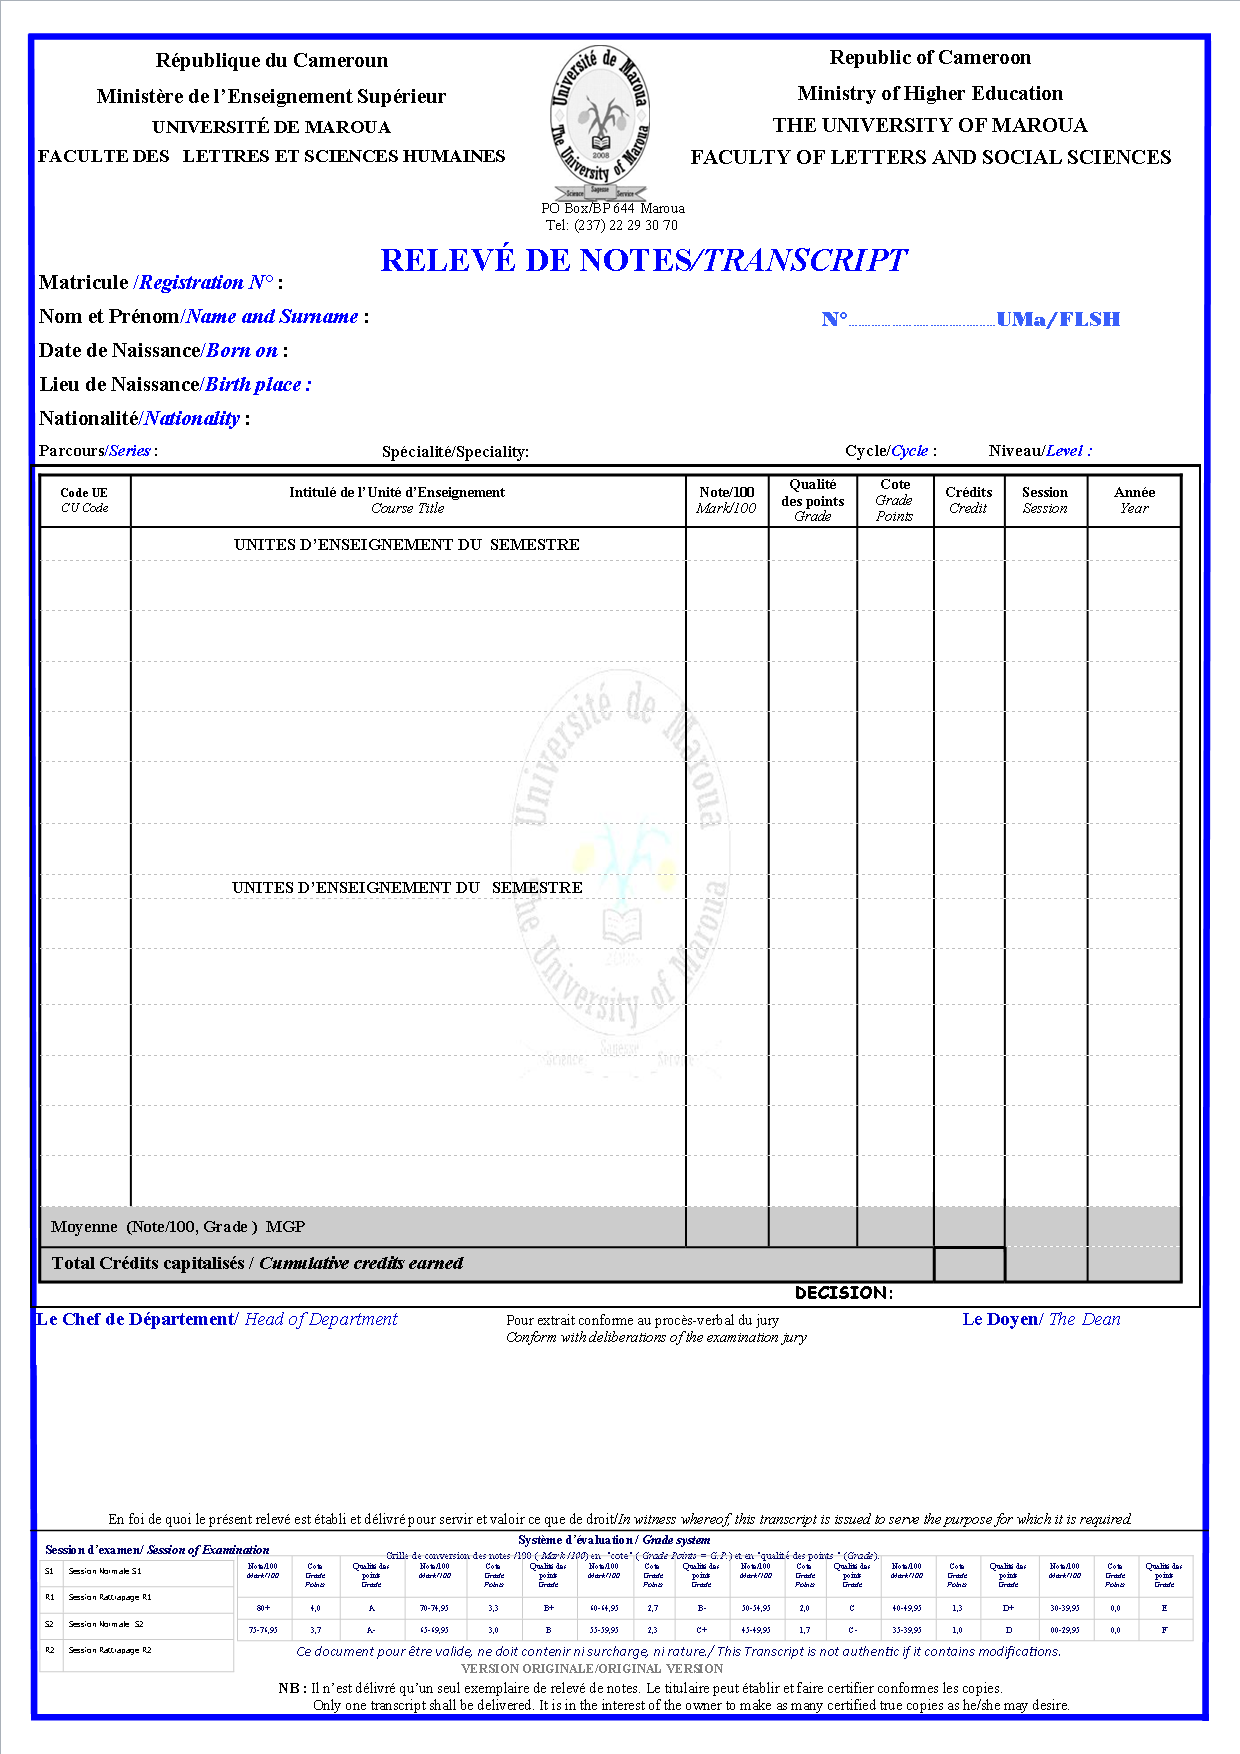 République du Cameroun
Ministère de l’Enseignement Supérieur
UNIVERSITÉ DE MAROUA
FACULTE DES LETTRES ET SCIENCES HUMAINES
Université de Maroua
The University of Maroua
2008
Science Sagesse Service
PO Box/BP 644 Maroua
Tel: (237) 22 29 30 70
Republic of Cameroon
Ministry of Higher Education
THE UNIVERSITY OF MAROUA
FACULTY OF LETTERS AND SOCIAL SCIENCES
RELEVÉ DE NOTES/TRANSCRIPT
Matricule /Registration N° :
Nom et Prénom/Name and Surname :
N°..........................................UMa/FLSH
Date de Naissance/Born on :
Lieu de Naissance/Birth place :
Nationalité/Nationality :
Parcours/Series : Spécialité/Speciality: Cycle/Cycle : Niveau/Level :
Code UE
CU Code
Intitulé de l’Unité d’Enseignement
Course Title
Note/100
Mark/100
Qualité
des points
Grade
Cote
Grade
Points
Crédits
Credit
Session
Session
Année
Year
UNITES D’ENSEIGNEMENT DU SEMESTRE
Université de Maroua
UNITES D’ENSEIGNEMENT DU SEMESTRE
The University of Maroua
Science Sagesse Service
Moyenne (Note/100, Grade ) MGP
Total Crédits capitalisés / Cumulative credits earned
DECISION:
Le Chef de Département/ Head of Department
Pour extrait conforme au procès-verbal du jury
Conform with deliberations of the examination jury
Le Doyen/ The Dean
En foi de quoi le présent relevé est établi et délivré pour servir et valoir ce que de droit/In witness whereof, this transcript is issued to serve the purpose for which it is required.
Session d’examen/ Session of Examination
S1 Session Normale S1
R1 Session Rattrapage R1
S2 Session Normale S2
R2 Session Rattrapage R2
Système d’évaluation / Grade system
Grille de conversion des notes /100 ( Mark /100) en "cote" ( Grade Points = G.P.) et en "qualité des points " (Grade).
Note/100 Cote Qualité des Note/100 Cote Qualité des Note/100 Cote Qualité des Note/100 Cote Qualité des Note/100 Cote Qualité des Note/100 Cote Qualité des
Mark/100 Grade points Mark/100 Grade points Mark/100 Grade points Mark/100 Grade points Mark/100 Grade points Mark/100 Grade points
Points Grade Points Grade Points Grade Points Grade Points Grade Points Grade
80+ 4,0 A 70-74,95 3,3 B+ 60-64,95 2,7 B- 50-54,95 2,0 C 40-49,95 1,3 D+ 30-39,95 0,0 E
75-76,95 3,7 A- 65-69,95 3,0 B 55-59,95 2,3 C+ 45-49,95 1,7 C- 35-39,95 1,0 D 00-29,95 0,0 F
Ce document pour être valide, ne doit contenir ni surcharge, ni rature./ This Transcript is not authentic if it contains modifications.
VERSION ORIGINALE/ORIGINAL VERSION
NB : Il n’est délivré qu’un seul exemplaire de relevé de notes. Le titulaire peut établir et faire certifier conformes les copies.
Only one transcript shall be delivered. It is in the interest of the owner to make as many certified true copies as he/she may desire.